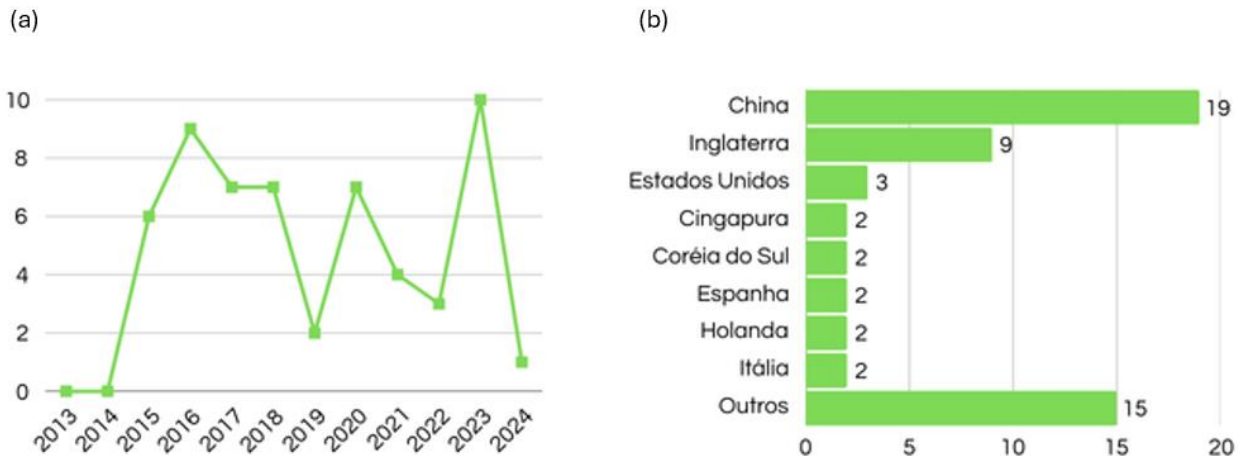 (a)
10
8
6
4
2
0
2013
2014
2015
2016
2017
2018
2019
2020
2021
2022
2023
2024
(b)
China 19
Inglaterra 9
Estados Unidos 3
Cingapura 2
Coréia do Sul 2
Espanha 2
Holanda 2
Itália 2
Outros 15
0 5 10 15 20